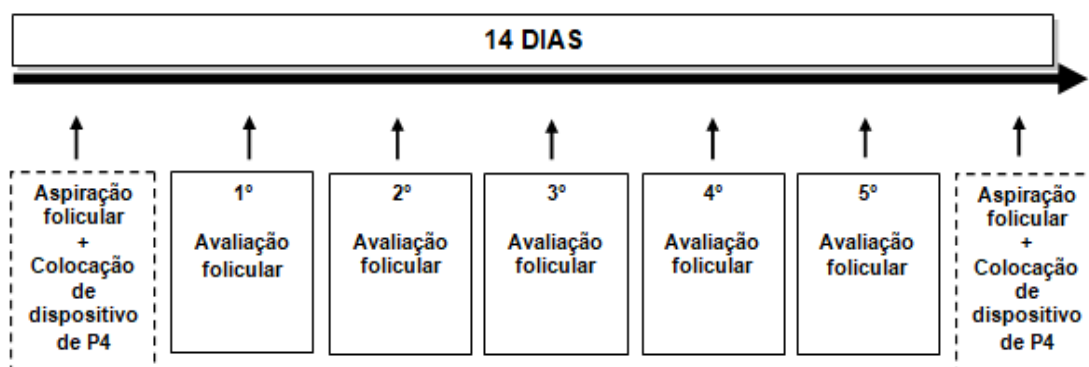 14 DIAS
Aspiração
folicular
+
Colocação
de
dispositivo
de P4
1º
Avaliação
folicular
2º
Avaliação
folicular
3º
Avaliação
folicular
4º
Avaliação
folicular
5º
Avaliação
folicular
Aspiração
folicular
+
Colocação
de
dispositivo
de P4